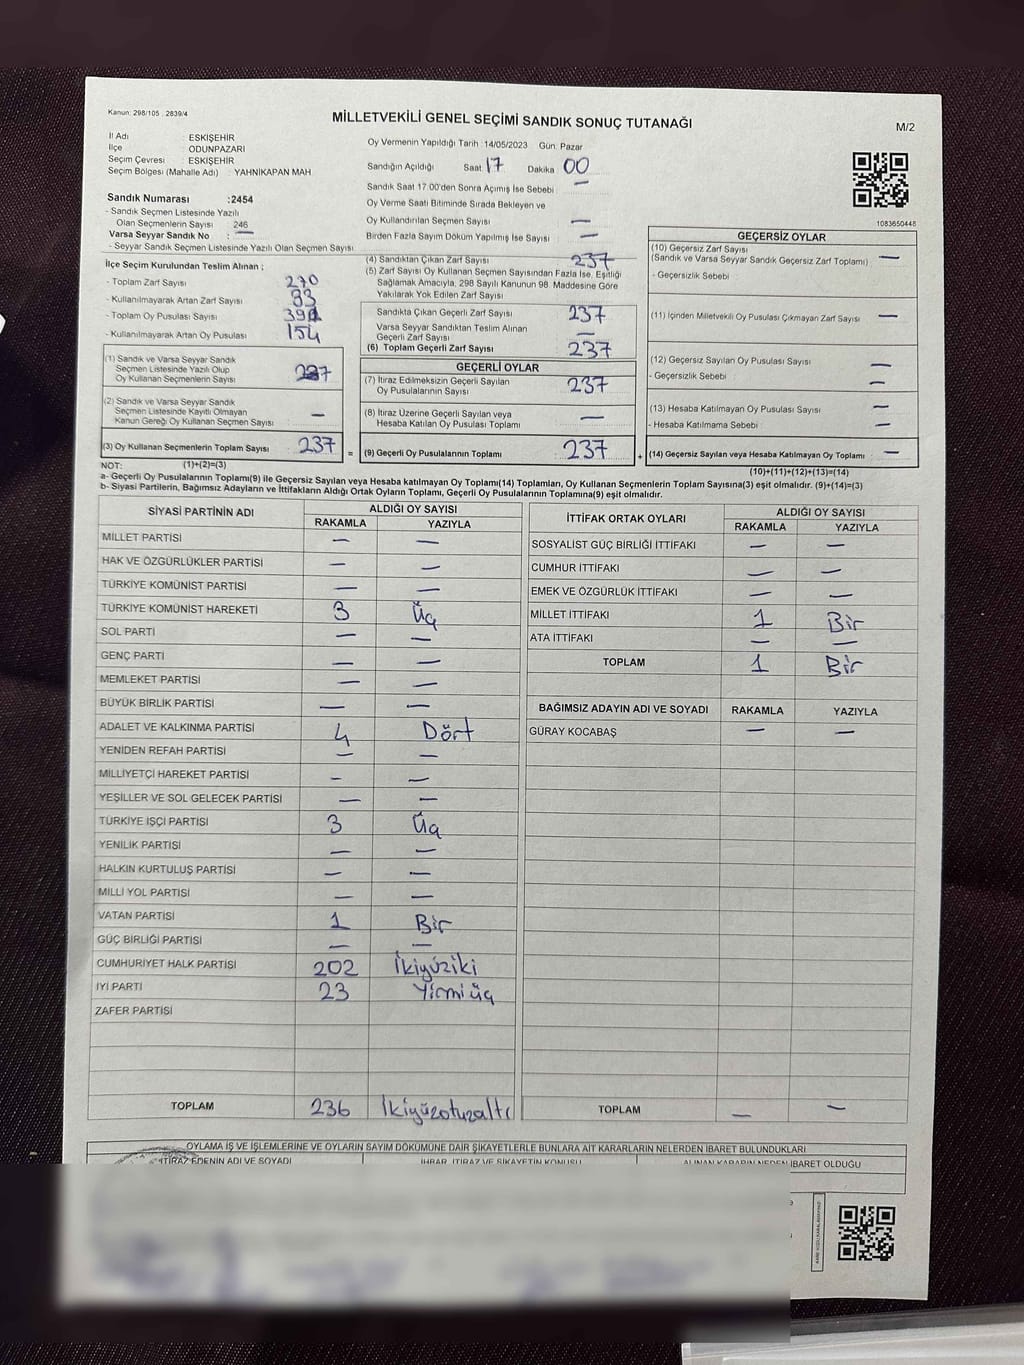 Kanun: 298/105 , 2839/4
MİLLETVEKİLİ GENEL SEÇİMİ SANDIK SONUÇ TUTANAĞI
M/2
İl Adı : ESKİŞEHİR
İlçe : ODUNPAZARI
Seçim Çevresi : ESKİŞEHİR
Seçim Bölgesi (Mahalle Adı) : YAHNİKAPAN MAH
Oy Vermenin Yapıldığı Tarih 14/05/2023 Gün: Pazar
Sandığın Açıldığı Saat 17 Dakika 00
Sandık Saat 17:00'den Sonra Açımış İse Sebebi : —
Oy Verme Saati Bitiminde Sırada Bekleyen ve
Oy Kullandırılan Seçmen Sayısı —
Birden Fazla Sayım Döküm Yapılmış İse Sayısı —
Sandık Numarası :2454
- Sandık Seçmen Listesinde Yazılı
Olan Seçmenlerin Sayısı 246
Varsa Seyyar Sandık No : —
- Seyyar Sandık Seçmen Listesinde Yazılı Olan Seçmen Sayısı
1083650448
İlçe Seçim Kurulundan Teslim Alınan :
- Toplam Zarf Sayısı 270
- Kullanılmayarak Artan Zarf Sayısı 33
- Toplam Oy Pusulası Sayısı 391
- Kullanılmayarak Artan Oy Pusulası 154
(1) Sandık ve Varsa Seyyar Sandık
Seçmen Listesinde Yazılı Olup
Oy Kullanan Seçmenlerin Sayısı 237
(2) Sandık ve Varsa Seyyar Sandık
Seçmen Listesinde Kayıtlı Olmayan
Kanun Gereği Oy Kullanan Seçmen Sayısı —
(3) Oy Kullanan Seçmenlerin Toplam Sayısı 237 =
(4) Sandıktan Çıkan Zarf Sayısı 237
(5) Zarf Sayısı Oy Kullanan Seçmen Sayısından Fazla İse, Eşitliği
Sağlamak Amacıyla, 298 Sayılı Kanunun 98. Maddesine Göre
Yakılarak Yok Edilen Zarf Sayısı
Sandıkta Çıkan Geçerli Zarf Sayısı 237
Varsa Seyyar Sandıktan Teslim Alınan
Geçerli Zarf Sayısı —
(6) Toplam Geçerli Zarf Sayısı 237
GEÇERLİ OYLAR
(7) İtiraz Edilmeksizin Geçerli Sayılan
Oy Pusulalarının Sayısı 237
(8) İtiraz Üzerine Geçerli Sayılan veya
Hesaba Katılan Oy Pusulası Toplamı —
(9) Geçerli Oy Pusulalarının Toplamı 237 +
GEÇERSİZ OYLAR
(10) Geçersiz Zarf Sayısı
(Sandık ve Varsa Seyyar Sandık Geçersiz Zarf Toplamı) —
- Geçersizlik Sebebi
(11) İçinden Milletvekili Oy Pusulası Çıkmayan Zarf Sayısı —
(12) Geçersiz Sayılan Oy Pusulası Sayısı —
- Geçersizlik Sebebi —
(13) Hesaba Katılmayan Oy Pusulası Sayısı —
- Hesaba Katılmama Sebebi —
(14) Geçersiz Sayılan veya Hesaba Katılmayan Oy Pusulası Toplamı —
NOT: (1)+(2)=(3)
(10)+(11)+(12)+(13)=(14)
a- Geçerli Oy Pusulalarının Toplamı(9) ile Geçersiz Sayılan veya Hesaba Katılmayan Oy Pusulası Toplamı(14) Toplamları, Oy Kullanan Seçmenlerin Toplam Sayısına(3) eşit olmalıdır. (9)+(14)=(3)
b- Siyasi Partilerin, Bağımsız Adayların ve İttifakların Aldığı Ortak Oyların Toplamı, Geçerli Oy Pusulalarının Toplamına(9) eşit olmalıdır.
SİYASİ PARTİNİN ADI ALDIĞI OY SAYISI
RAKAMLA YAZIYLA
MİLLET PARTİSİ — —
HAK VE ÖZGÜRLÜKLER PARTİSİ — —
TÜRKİYE KOMÜNİST PARTİSİ — —
TÜRKİYE KOMÜNİST HAREKETİ 3 Üç
SOL PARTİ — —
GENÇ PARTİ — —
MEMLEKET PARTİSİ — —
BÜYÜK BİRLİK PARTİSİ — —
ADALET VE KALKINMA PARTİSİ 4 Dört
YENİDEN REFAH PARTİSİ — —
MİLLİYETÇİ HAREKET PARTİSİ - —
YEŞİLLER VE SOL GELECEK PARTİSİ — —
TÜRKİYE İŞÇİ PARTİSİ 3 Üç
YENİLİK PARTİSİ — —
HALKIN KURTULUŞ PARTİSİ — —
MİLLİ YOL PARTİSİ — —
VATAN PARTİSİ 1 Bir
GÜÇ BİRLİĞİ PARTİSİ — —
CUMHURİYET HALK PARTİSİ 202 İkiyüziki
İYİ PARTİ 23 Yirmiüç
ZAFER PARTİSİ
TOPLAM 236 İkiyüzotuzaltı
İTTİFAK ORTAK OYLARI ALDIĞI OY SAYISI
RAKAMLA YAZIYLA
SOSYALİST GÜÇ BİRLİĞİ İTTİFAKI — —
CUMHUR İTTİFAKI — —
EMEK VE ÖZGÜRLÜK İTTİFAKI — —
MİLLET İTTİFAKI 1 Bir
ATA İTTİFAKI — —
TOPLAM 1 Bir
BAĞIMSIZ ADAYIN ADI VE SOYADI RAKAMLA YAZIYLA
GÜRAY KOCABAŞ — —
TOPLAM — —
OYLAMA İŞ VE İŞLEMLERİNE VE OYLARIN SAYIM DÖKÜMÜNE DAİR ŞİKAYETLERLE BUNLARA AİT KARARLARIN NELERDEN İBARET BULUNDUKLARI
İTİRAZ EDENİN ADI VE SOYADI İHBAR, İTİRAZ VE ŞİKAYETİN KONUSU ALINAN KARARIN NEDEN İBARET OLDUĞU